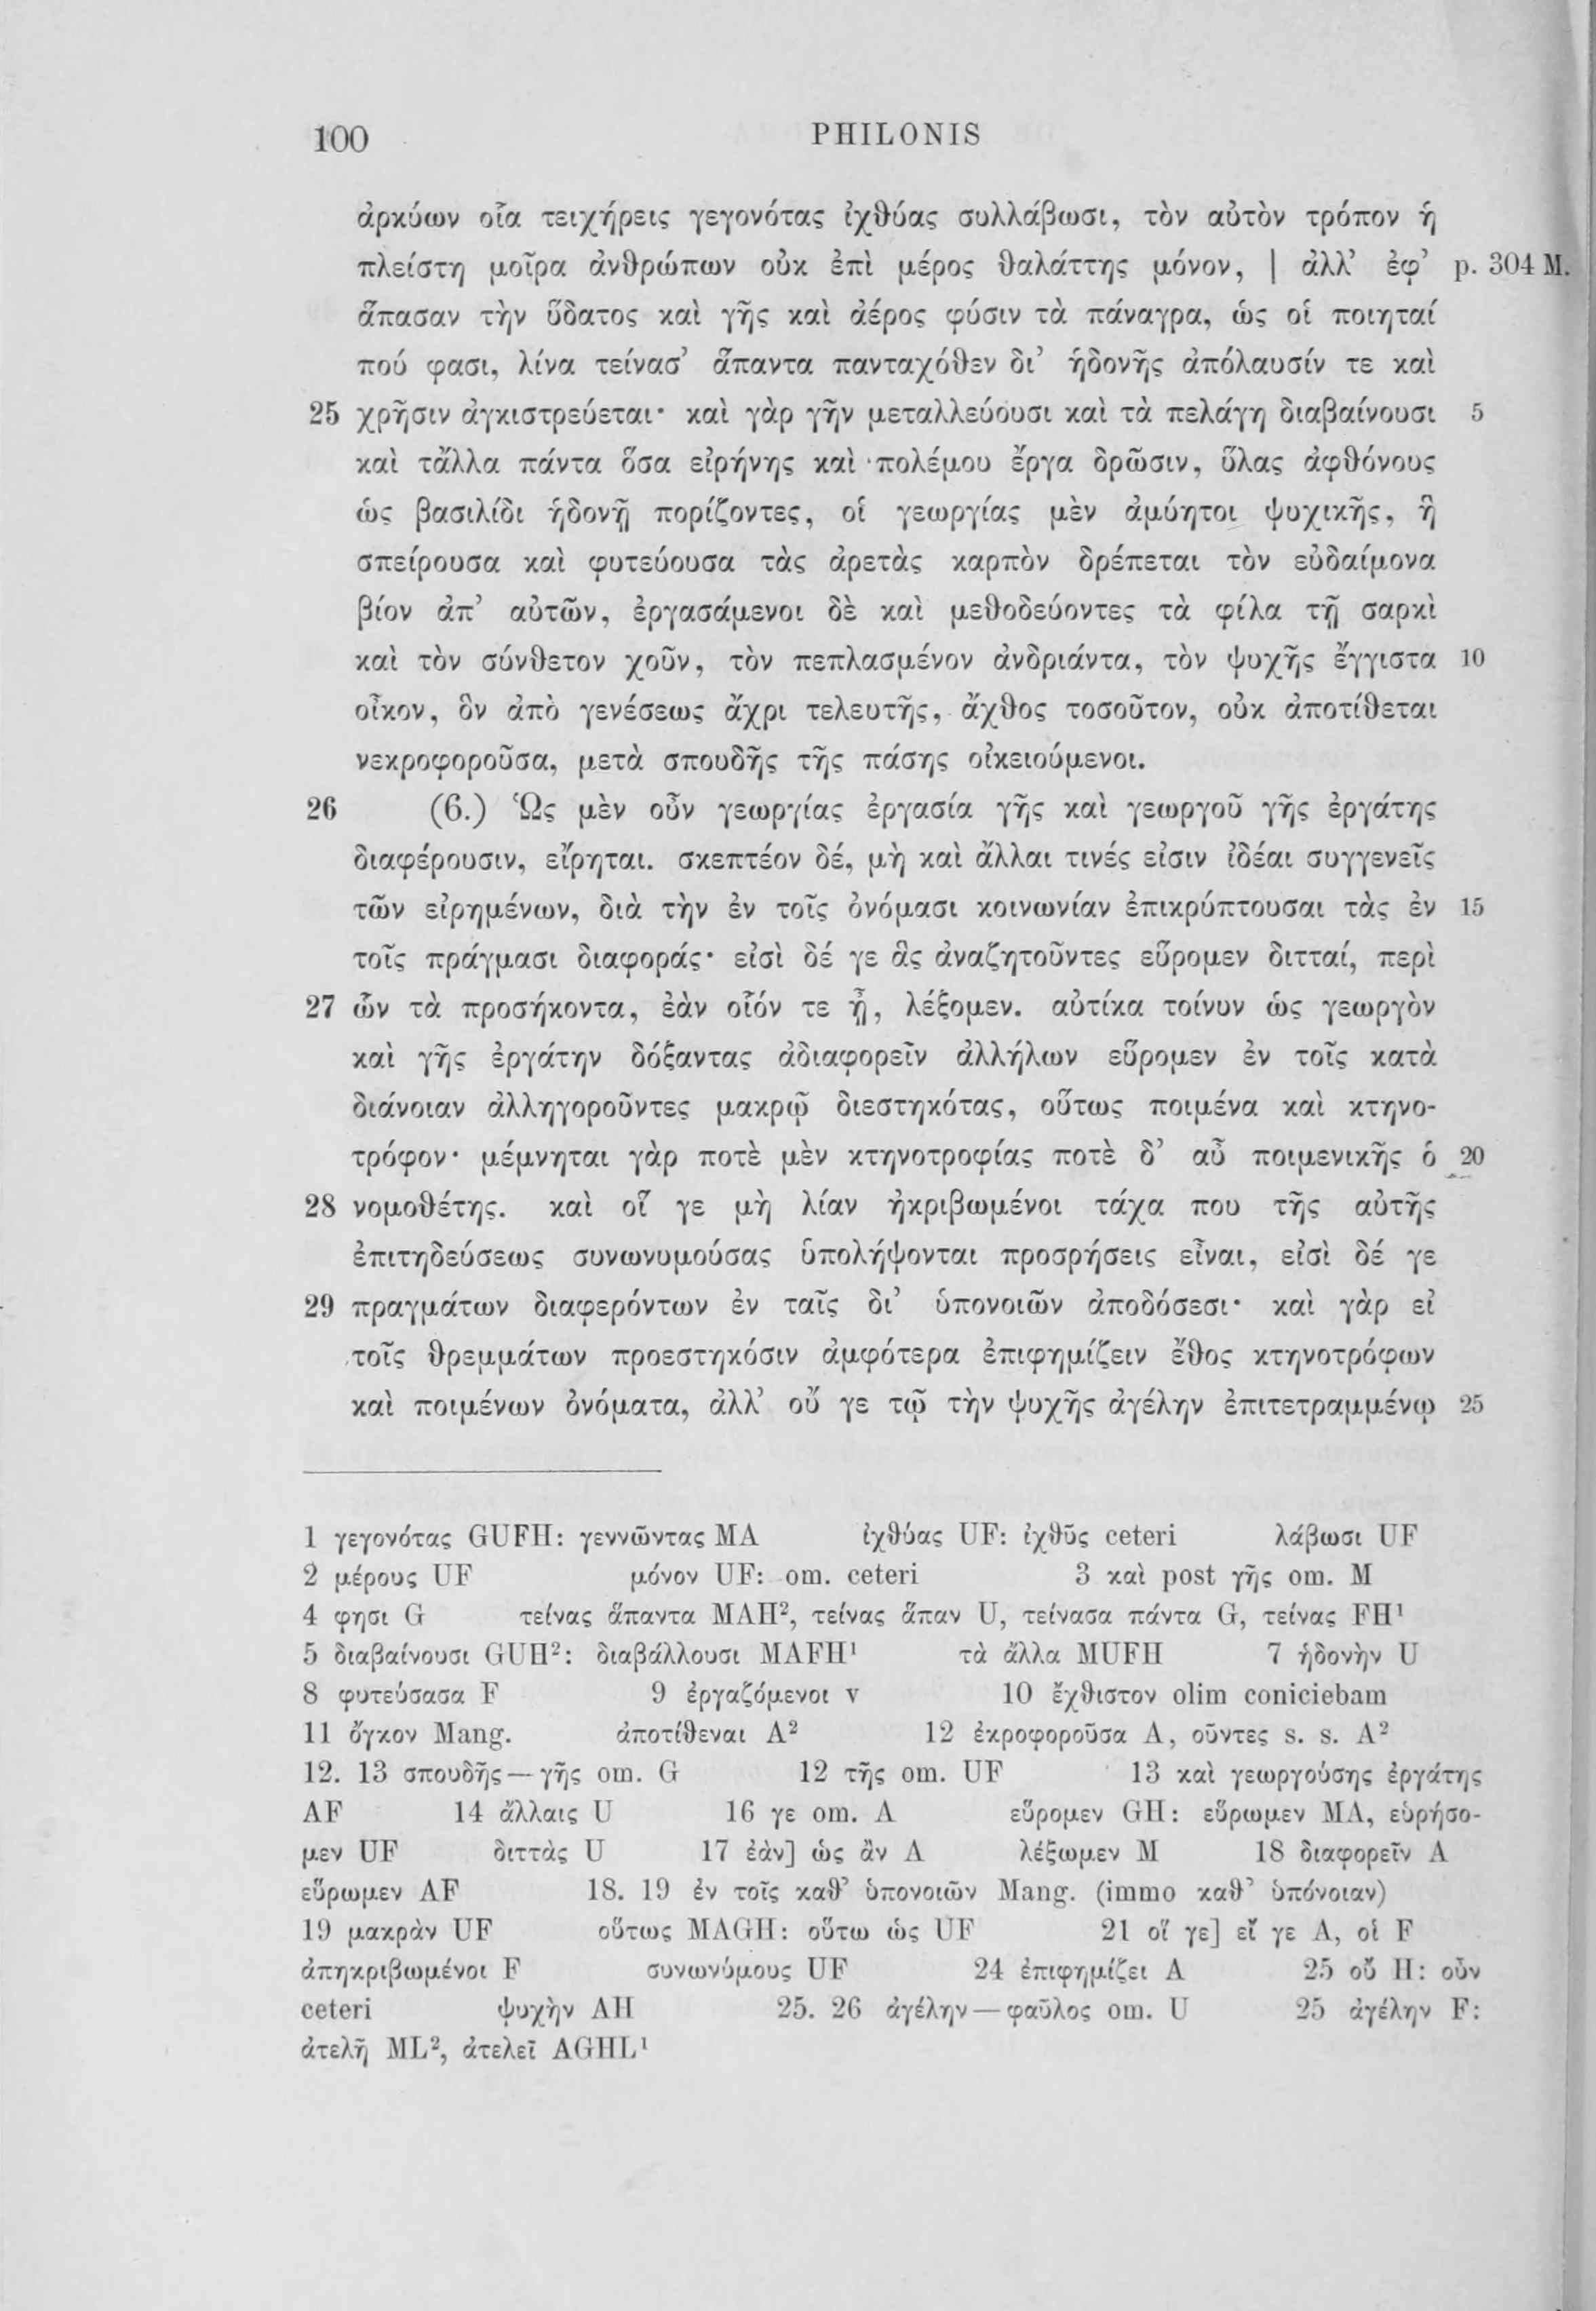 100 PHILONIS
ἀρκύων οἷα τειχήρεις γεγονότας ἰχθύας συλλάβωσι, τὸν αὐτὸν τρόπον ἡ
πλείστη μοῖρα ἀνθρώπων οὐκ ἐπὶ μέρος θαλάττης μόνον, | ἀλλ’ ἐφ’ p. 304 M.
ἅπασαν τὴν ὕδατος καὶ γῆς καὶ ἀέρος φύσιν τὰ πάναγρα, ὡς οἱ ποιηταί
πού φασι, λίνα τείνασ’ ἅπαντα πανταχόθεν δι’ ἡδονῆς ἀπόλαυσίν τε καὶ
25 χρῆσιν ἀγκιστρεύεται· καὶ γὰρ γῆν μεταλλεύουσι καὶ τὰ πελάγη διαβαίνουσι 5
καὶ τἄλλα πάντα ὅσα εἰρήνης καὶ πολέμου ἔργα δρῶσιν, ὕλας ἀφθόνους
ὡς βασιλίδι ἡδονῇ πορίζοντες, οἱ γεωργίας μὲν ἀμύητοι ψυχικῆς, ἣ
σπείρουσα καὶ φυτεύουσα τὰς ἀρετὰς καρπὸν δρέπεται τὸν εὐδαίμονα
βίον ἀπ’ αὐτῶν, ἐργασάμενοι δὲ καὶ μεθοδεύοντες τὰ φίλα τῇ σαρκὶ
καὶ τὸν σύνθετον χοῦν, τὸν πεπλασμένον ἀνδριάντα, τὸν ψυχῆς ἔγγιστα 10
οἶκον, ὃν ἀπὸ γενέσεως ἄχρι τελευτῆς, ἄχθος τοσοῦτον, οὐκ ἀποτίθεται
νεκροφοροῦσα, μετὰ σπουδῆς τῆς πάσης οἰκειούμενοι.
26 (6.) Ὡς μὲν οὖν γεωργίας ἐργασία γῆς καὶ γεωργοῦ γῆς ἐργάτης
διαφέρουσιν, εἴρηται. σκεπτέον δέ, μὴ καὶ ἄλλαι τινές εἰσιν ἰδέαι συγγενεῖς
τῶν εἰρημένων, διὰ τὴν ἐν τοῖς ὀνόμασι κοινωνίαν ἐπικρύπτουσαι τὰς ἐν 15
τοῖς πράγμασι διαφοράς· εἰσὶ δέ γε ἃς ἀναζητοῦντες εὕρομεν διτταί, περὶ
27 ὧν τὰ προσήκοντα, ἐὰν οἷόν τε ᾖ, λέξομεν. αὐτίκα τοίνυν ὡς γεωργὸν
καὶ γῆς ἐργάτην δόξαντας ἀδιαφορεῖν ἀλλήλων εὕρομεν ἐν τοῖς κατὰ
διάνοιαν ἀλληγοροῦντες μακρῷ διεστηκότας, οὕτως ποιμένα καὶ κτηνο-
τρόφον· μέμνηται γὰρ ποτὲ μὲν κτηνοτροφίας ποτὲ δ’ αὖ ποιμενικῆς ὁ 20
28 νομοθέτης. καὶ οἵ γε μὴ λίαν ἠκριβωμένοι τάχα που τῆς αὐτῆς
ἐπιτηδεύσεως συνωνυμούσας ὑπολήψονται προσρήσεις εἶναι, εἰσὶ δέ γε
29 πραγμάτων διαφερόντων ἐν ταῖς δι’ ὑπονοιῶν ἀποδόσεσι· καὶ γὰρ εἰ
τοῖς θρεμμάτων προεστηκόσιν ἀμφότερα ἐπιφημίζειν ἔθος κτηνοτρόφων
καὶ ποιμένων ὀνόματα, ἀλλ’ οὔ γε τῷ τὴν ψυχῆς ἀγέλην ἐπιτετραμμένῳ 25
1 γεγονότας GUFH: γεννῶντας MA ἰχθύας UF: ἰχθῦς ceteri λάβωσι UF
2 μέρους UF μόνον UF: om. ceteri 3 καὶ post γῆς om. M
4 φησι G τείνας ἅπαντα MAH², τείνας ἅπαν U, τείνασα πάντα G, τείνας FH¹
5 διαβαίνουσι GUH²: διαβάλλουσι MAFH¹ τὰ ἄλλα MUFH 7 ἡδονὴν U
8 φυτεύσασα F 9 ἐργαζόμενοι v 10 ἔχθιστον olim coniciebam
11 ὄγκον Mang. ἀποτίθεναι A² 12 ἐκροφοροῦσα A, οῦντες s. s. A²
12. 13 σπουδῆς — γῆς om. G 12 τῆς om. UF 13 καὶ γεωργούσης ἐργάτης
AF 14 ἄλλαις U 16 γε om. A εὕρομεν GH: εὕρωμεν MA, εὑρήσο-
μεν UF διττὰς U 17 ἐὰν] ὡς ἂν A λέξωμεν M 18 διαφορεῖν A
εὕρωμεν AF 18. 19 ἐν τοῖς καθ’ ὑπονοιῶν Mang. (immo καθ’ ὑπόνοιαν)
19 μακρὰν UF οὕτως MAGH: οὕτω ὡς UF 21 οἵ γε] εἴ γε A, οἱ F
ἀπηκριβωμένοι F συνωνύμους UF 24 ἐπιφημίζει A 25 οὔ H: οὖν
ceteri ψυχὴν AH 25. 26 ἀγέλην — φαῦλος om. U 25 ἀγέλην F:
ἀτελῆ ML², ἀτελεῖ AGHL¹